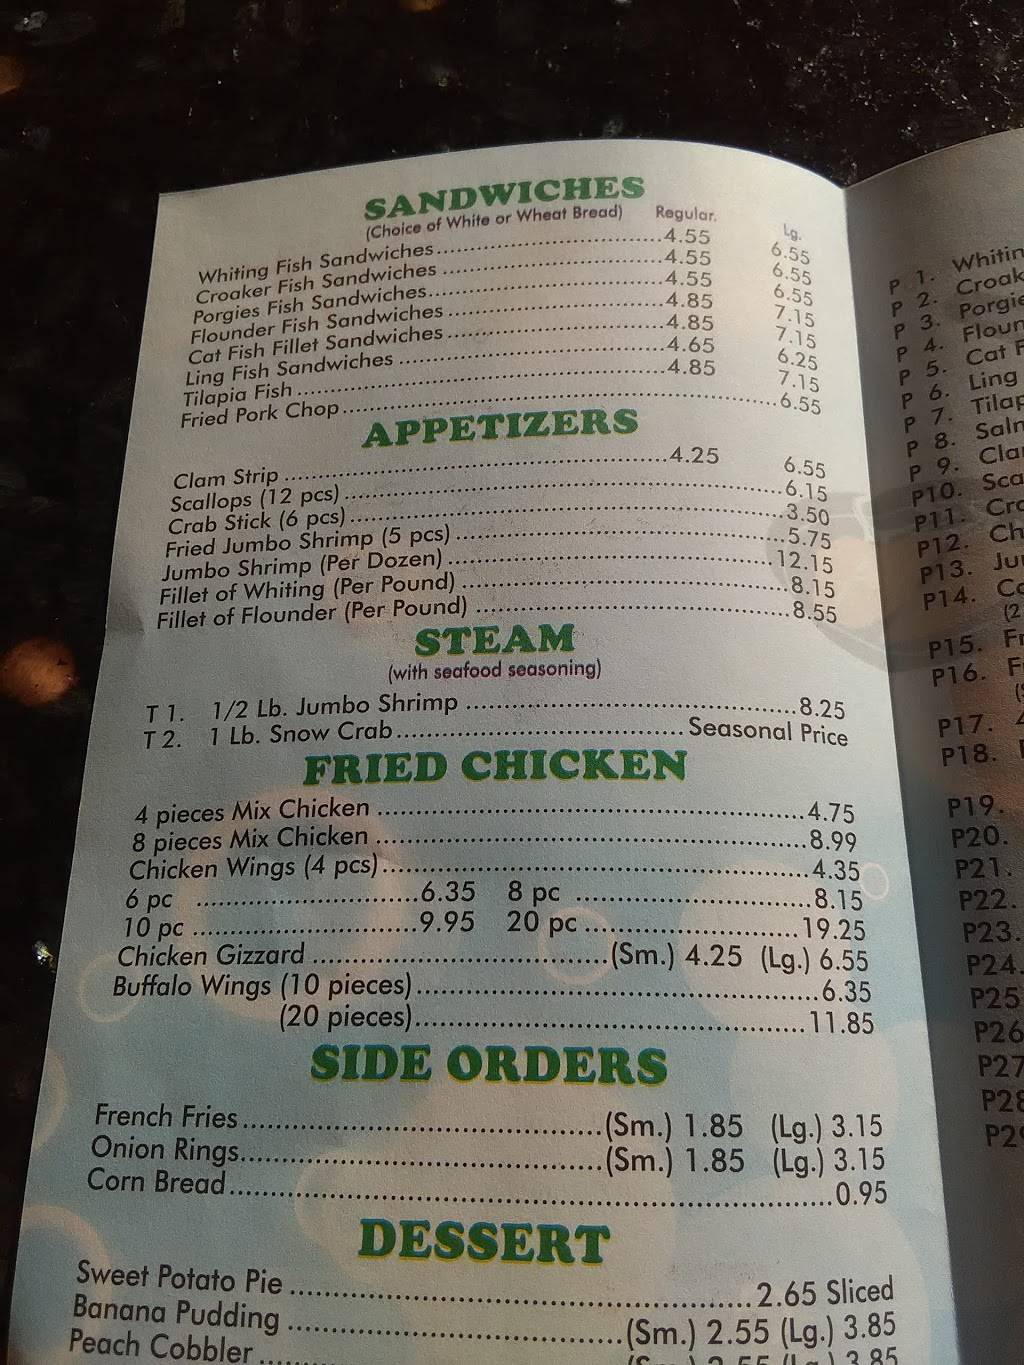 SANDWICHES
(Choice of White or Wheat Bread) Regular. Lg.
Whiting Fish Sandwiches 4.55 6.55
Croaker Fish Sandwiches 4.55 6.55
Porgies Fish Sandwiches 4.55 6.55
Flounder Fish Sandwiches 4.85 7.15
Cat Fish Fillet Sandwiches 4.85 7.15
Ling Fish Sandwiches 4.65 6.25
Tilapia Fish 4.85 7.15
Fried Pork Chop 6.55
APPETIZERS
Clam Strip 4.25 6.55
Scallops (12 pcs) 6.15
Crab Stick (6 pcs) 3.50
Fried Jumbo Shrimp (5 pcs) 5.75
Jumbo Shrimp (Per Dozen) 12.15
Fillet of Whiting (Per Pound) 8.15
Fillet of Flounder (Per Pound) 8.55
STEAM
(with seafood seasoning)
T 1. 1/2 Lb. Jumbo Shrimp 8.25
T 2. 1 Lb. Snow Crab Seasonal Price
FRIED CHICKEN
4 pieces Mix Chicken 4.75
8 pieces Mix Chicken 8.99
Chicken Wings (4 pcs) 4.35
6 pc 6.35 8 pc 8.15
10 pc 9.95 20 pc 19.25
Chicken Gizzard (Sm.) 4.25 (Lg.) 6.55
Buffalo Wings (10 pieces) 6.35
(20 pieces) 11.85
SIDE ORDERS
French Fries (Sm.) 1.85 (Lg.) 3.15
Onion Rings (Sm.) 1.85 (Lg.) 3.15
Corn Bread 0.95
DESSERT
Sweet Potato Pie 2.65 Sliced
Banana Pudding (Sm.) 2.55 (Lg.) 3.85
Peach Cobbler 3.85
P 1. Whitin
P 2. Croak
P 3. Porgie
P 4. Floun
P 5. Cat F
P 6. Ling
P 7. Tilap
P 8. Salm
P 9. Cla
P10. Sca
P11. Cra
P12. Ch
P13. Ju
P14. Co
(2
P15. Fr
P16. Fr
P17.
P18.
P19.
P20.
P21.
P22.
P23.
P24.
P25
P26
P27
P28
P2